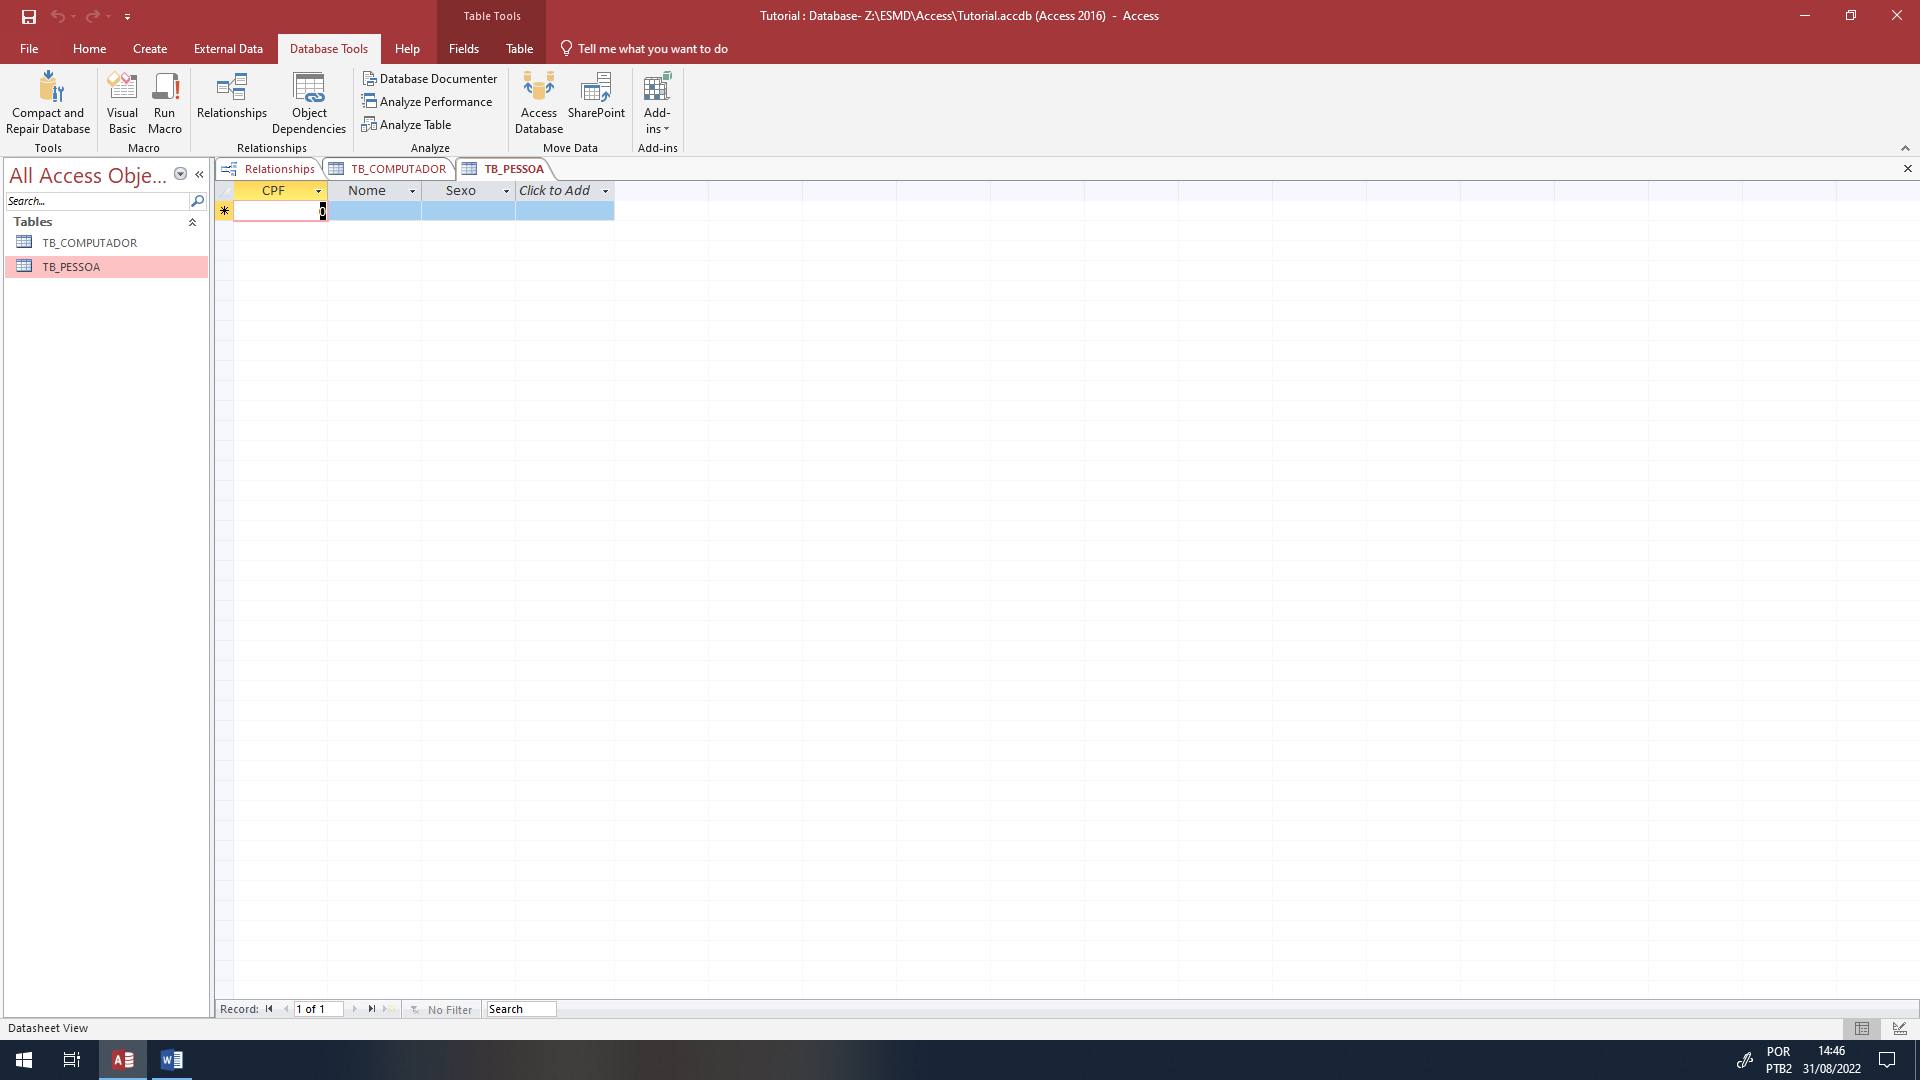 Table Tools
Tutorial : Database- Z:\ESMD\Access\Tutorial.accdb (Access 2016)  -  Access
File Home Create External Data Database Tools Help Fields Table Tell me what you want to do
Compact and
Repair Database
Tools
Visual
Basic
Run
Macro
Macro
Relationships
Object
Dependencies
Relationships
Database Documenter
Analyze Performance
Analyze Table
Analyze
Access
Database
SharePoint
Move Data
Add-
ins
Add-ins
All Access Obje...
Search...
Tables
TB_COMPUTADOR
TB_PESSOA
Relationships TB_COMPUTADOR TB_PESSOA
CPF Nome Sexo Click to Add
0
Record: 1 of 1 No Filter Search
Datasheet View
POR
PTB2
14:46
31/08/2022